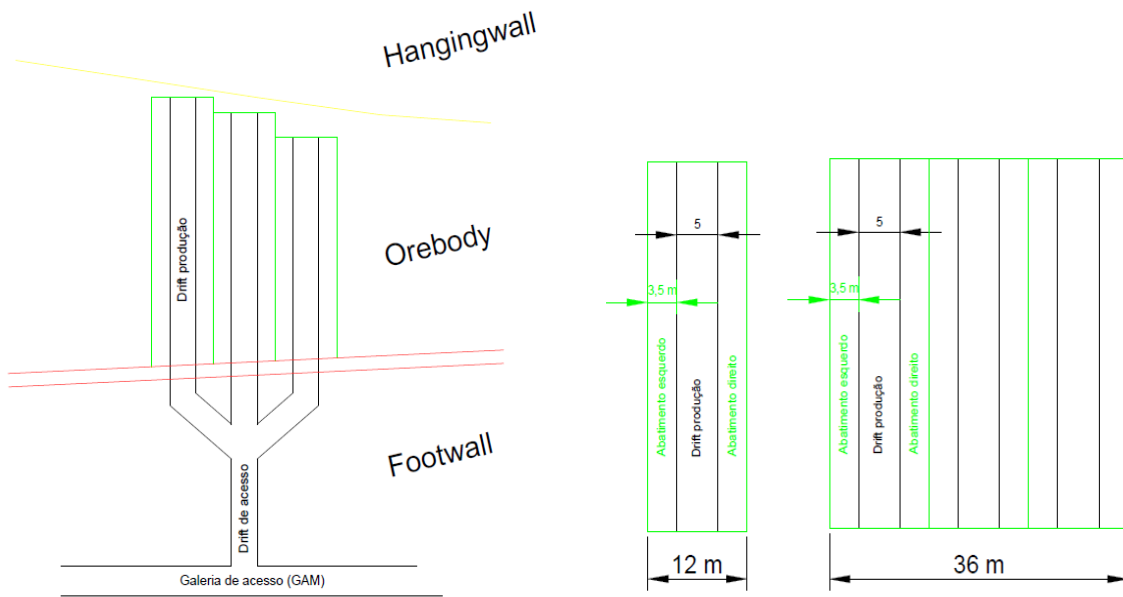 Hangingwall
Drift produção
Orebody
Footwall
Drift de acesso
Galeria de acesso (GAM)
5
3,5 m
Abatimento esquerdo
Drift produção
Abatimento direito
12 m
5
3,5 m
Abatimento esquerdo
Drift produção
Abatimento direito
36 m